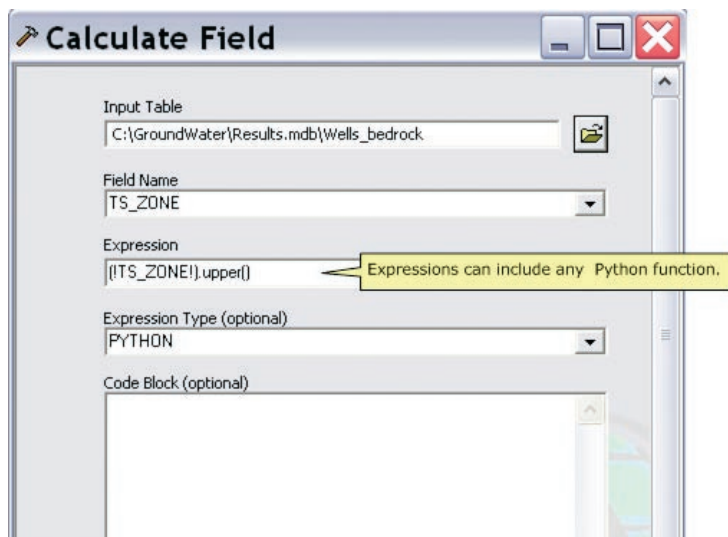 Calculate Field
Input Table
C:\GroundWater\Results.mdb\Wells_bedrock
Field Name
TS_ZONE
Expression
(!TS_ZONE!).upper()
Expressions can include any Python function.
Expression Type (optional)
PYTHON
Code Block (optional)